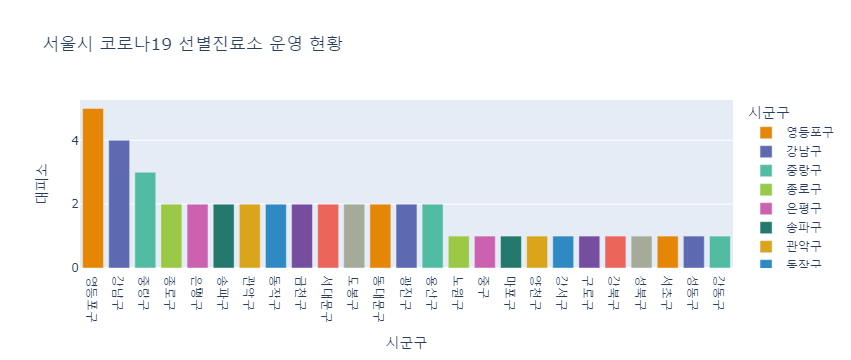 서울시 코로나19 선별진료소 운영 현황
대피소
4
2
0
영등포구
강남구
중랑구
종로구
은평구
송파구
관악구
동작구
금천구
서대문구
도봉구
동대문구
광진구
용산구
노원구
중구
마포구
양천구
강서구
구로구
강북구
성북구
서초구
성동구
강동구
시군구
시군구
영등포구
강남구
중랑구
종로구
은평구
송파구
관악구
동작구